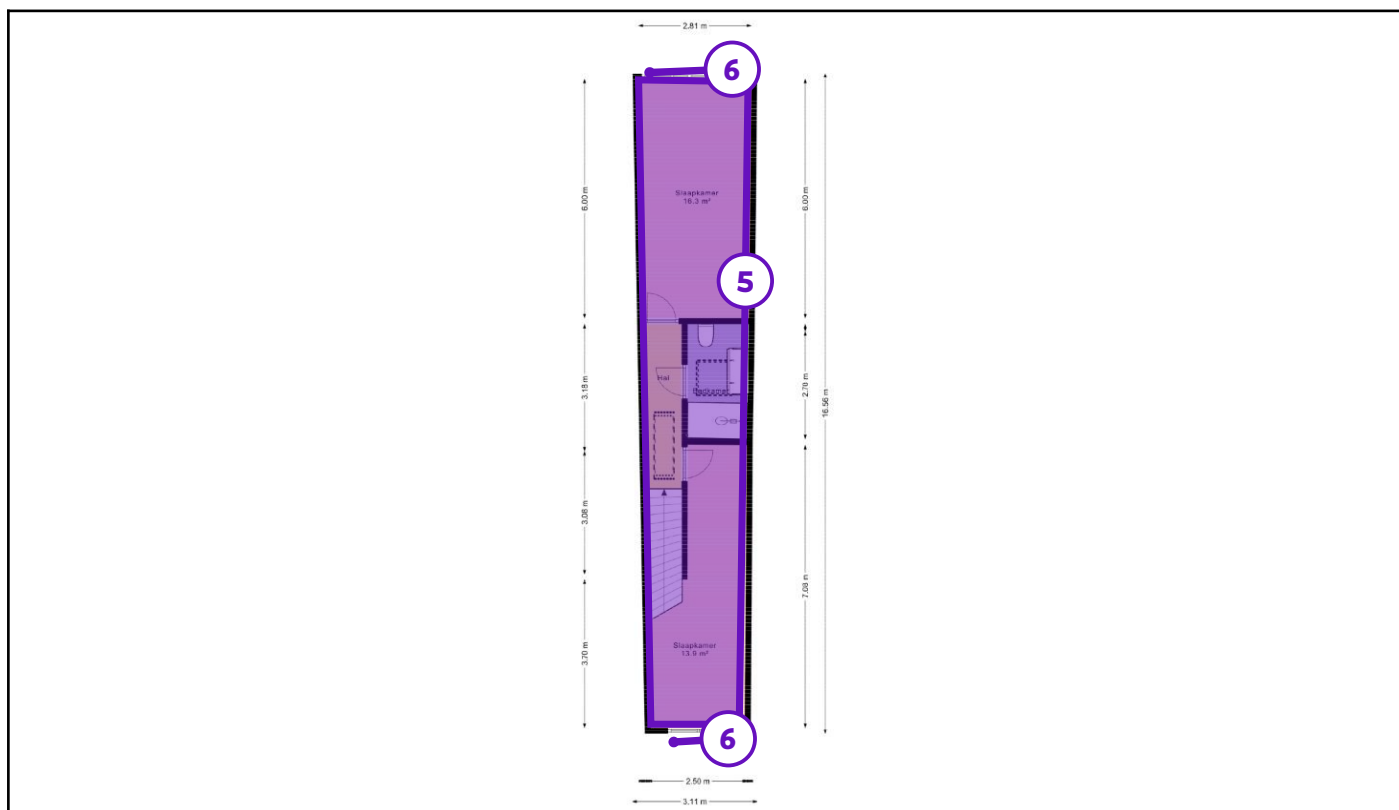 2.81 m
6
6.00 m
6.00 m
Slaapkamer
16.3 m²
5
3.18 m
Hal
Badkamer
2.70 m
16.56 m
3.08 m
7.08 m
Slaapkamer
13.9 m²
3.70 m
6
2.50 m
3.11 m